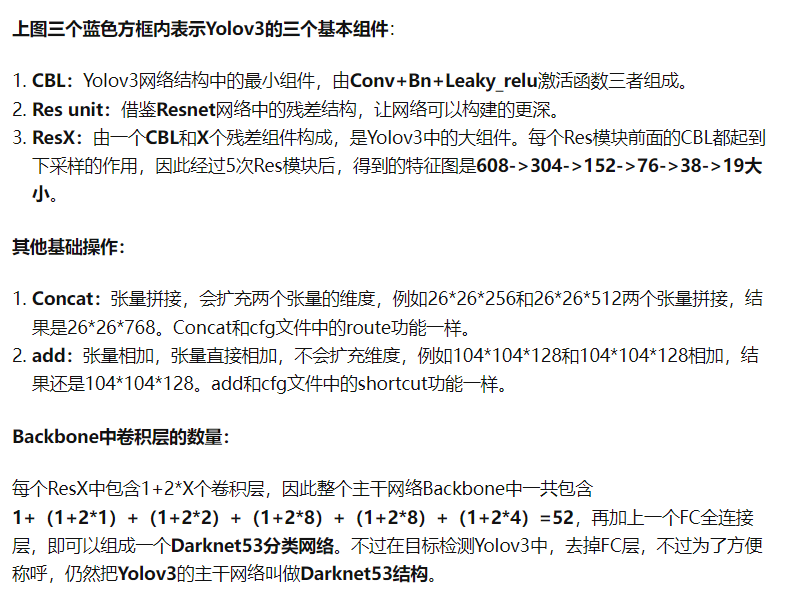 上图三个蓝色方框内表示Yolov3的三个基本组件：
1. CBL：Yolov3网络结构中的最小组件，由Conv+Bn+Leaky_relu激活函数三者组成。
2. Res unit：借鉴Resnet网络中的残差结构，让网络可以构建的更深。
3. ResX：由一个CBL和X个残差组件构成，是Yolov3中的大组件。每个Res模块前面的CBL都起到
下采样的作用，因此经过5次Res模块后，得到的特征图是608->304->152->76->38->19大
小。
其他基础操作：
1. Concat：张量拼接，会扩充两个张量的维度，例如26*26*256和26*26*512两个张量拼接，结
果是26*26*768。Concat和cfg文件中的route功能一样。
2. add：张量相加，张量直接相加，不会扩充维度，例如104*104*128和104*104*128相加，结
果还是104*104*128。add和cfg文件中的shortcut功能一样。
Backbone中卷积层的数量：
每个ResX中包含1+2*X个卷积层，因此整个主干网络Backbone中一共包含
1+（1+2*1）+（1+2*2）+（1+2*8）+（1+2*8）+（1+2*4）=52，再加上一个FC全连接
层，即可以组成一个Darknet53分类网络。不过在目标检测Yolov3中，去掉FC层，不过为了方便
称呼，仍然把Yolov3的主干网络叫做Darknet53结构。